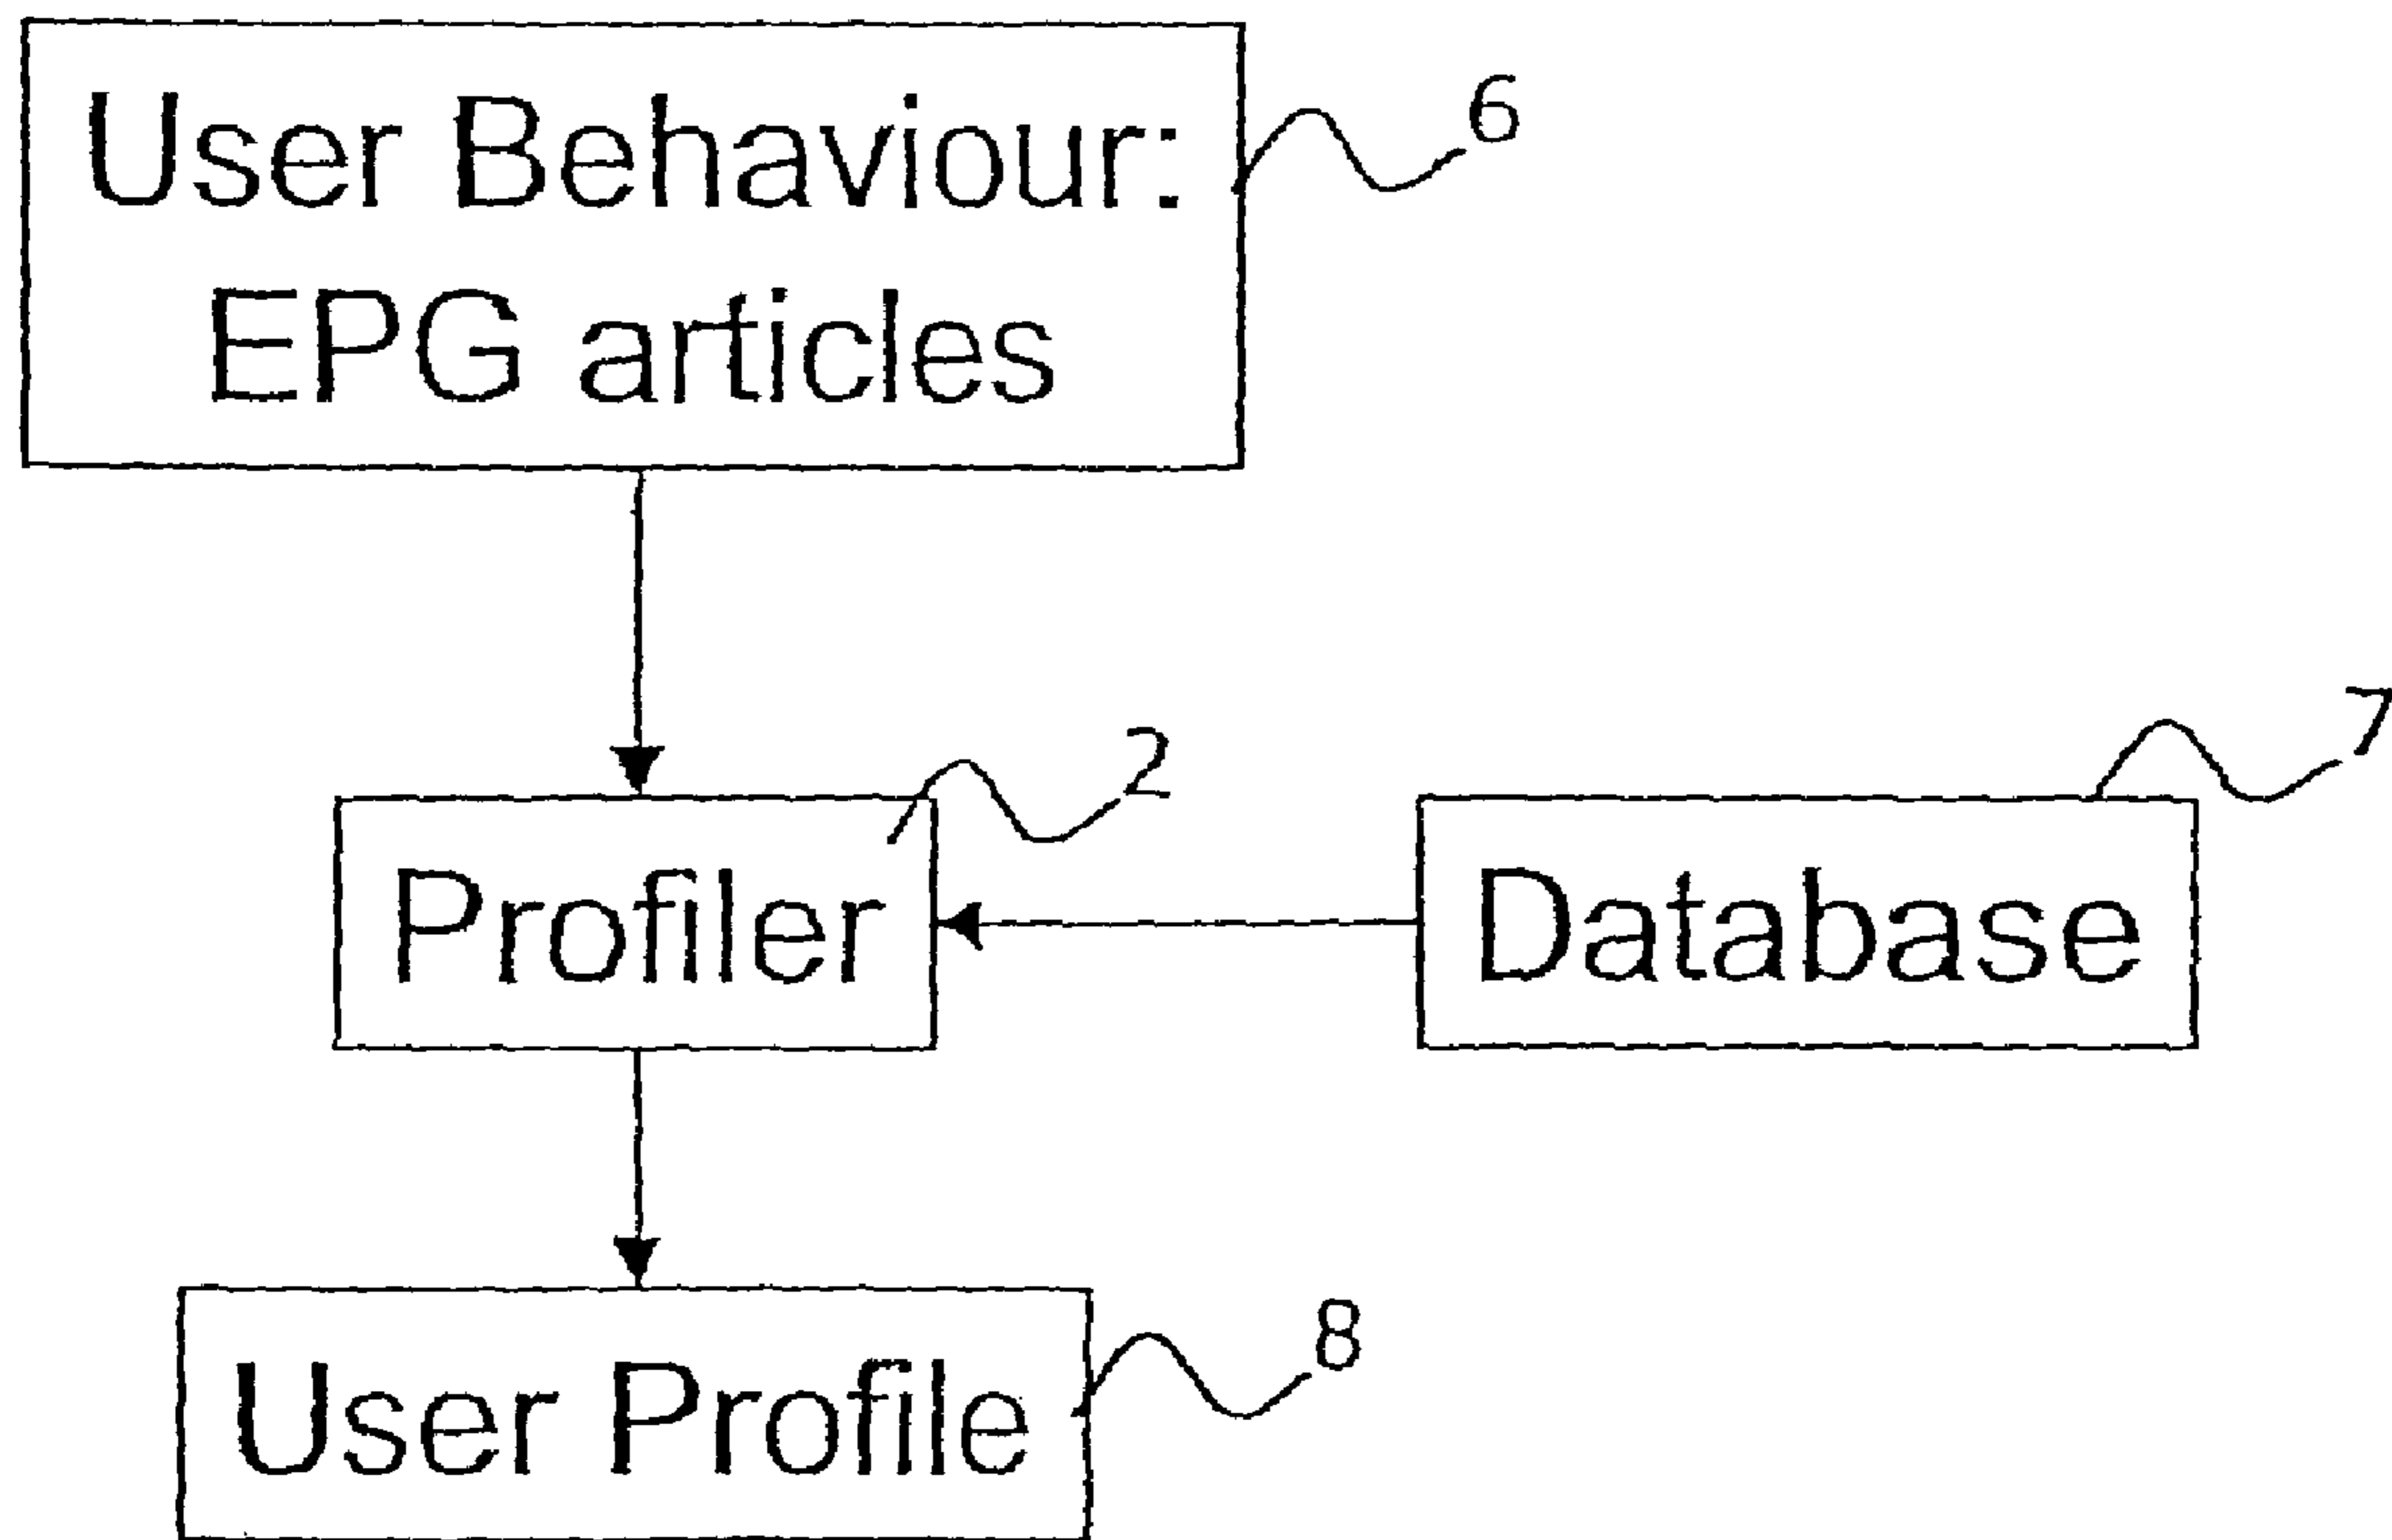 User Behaviour:
EPG articles
6
2
7
Profiler
Database
8
User Profile